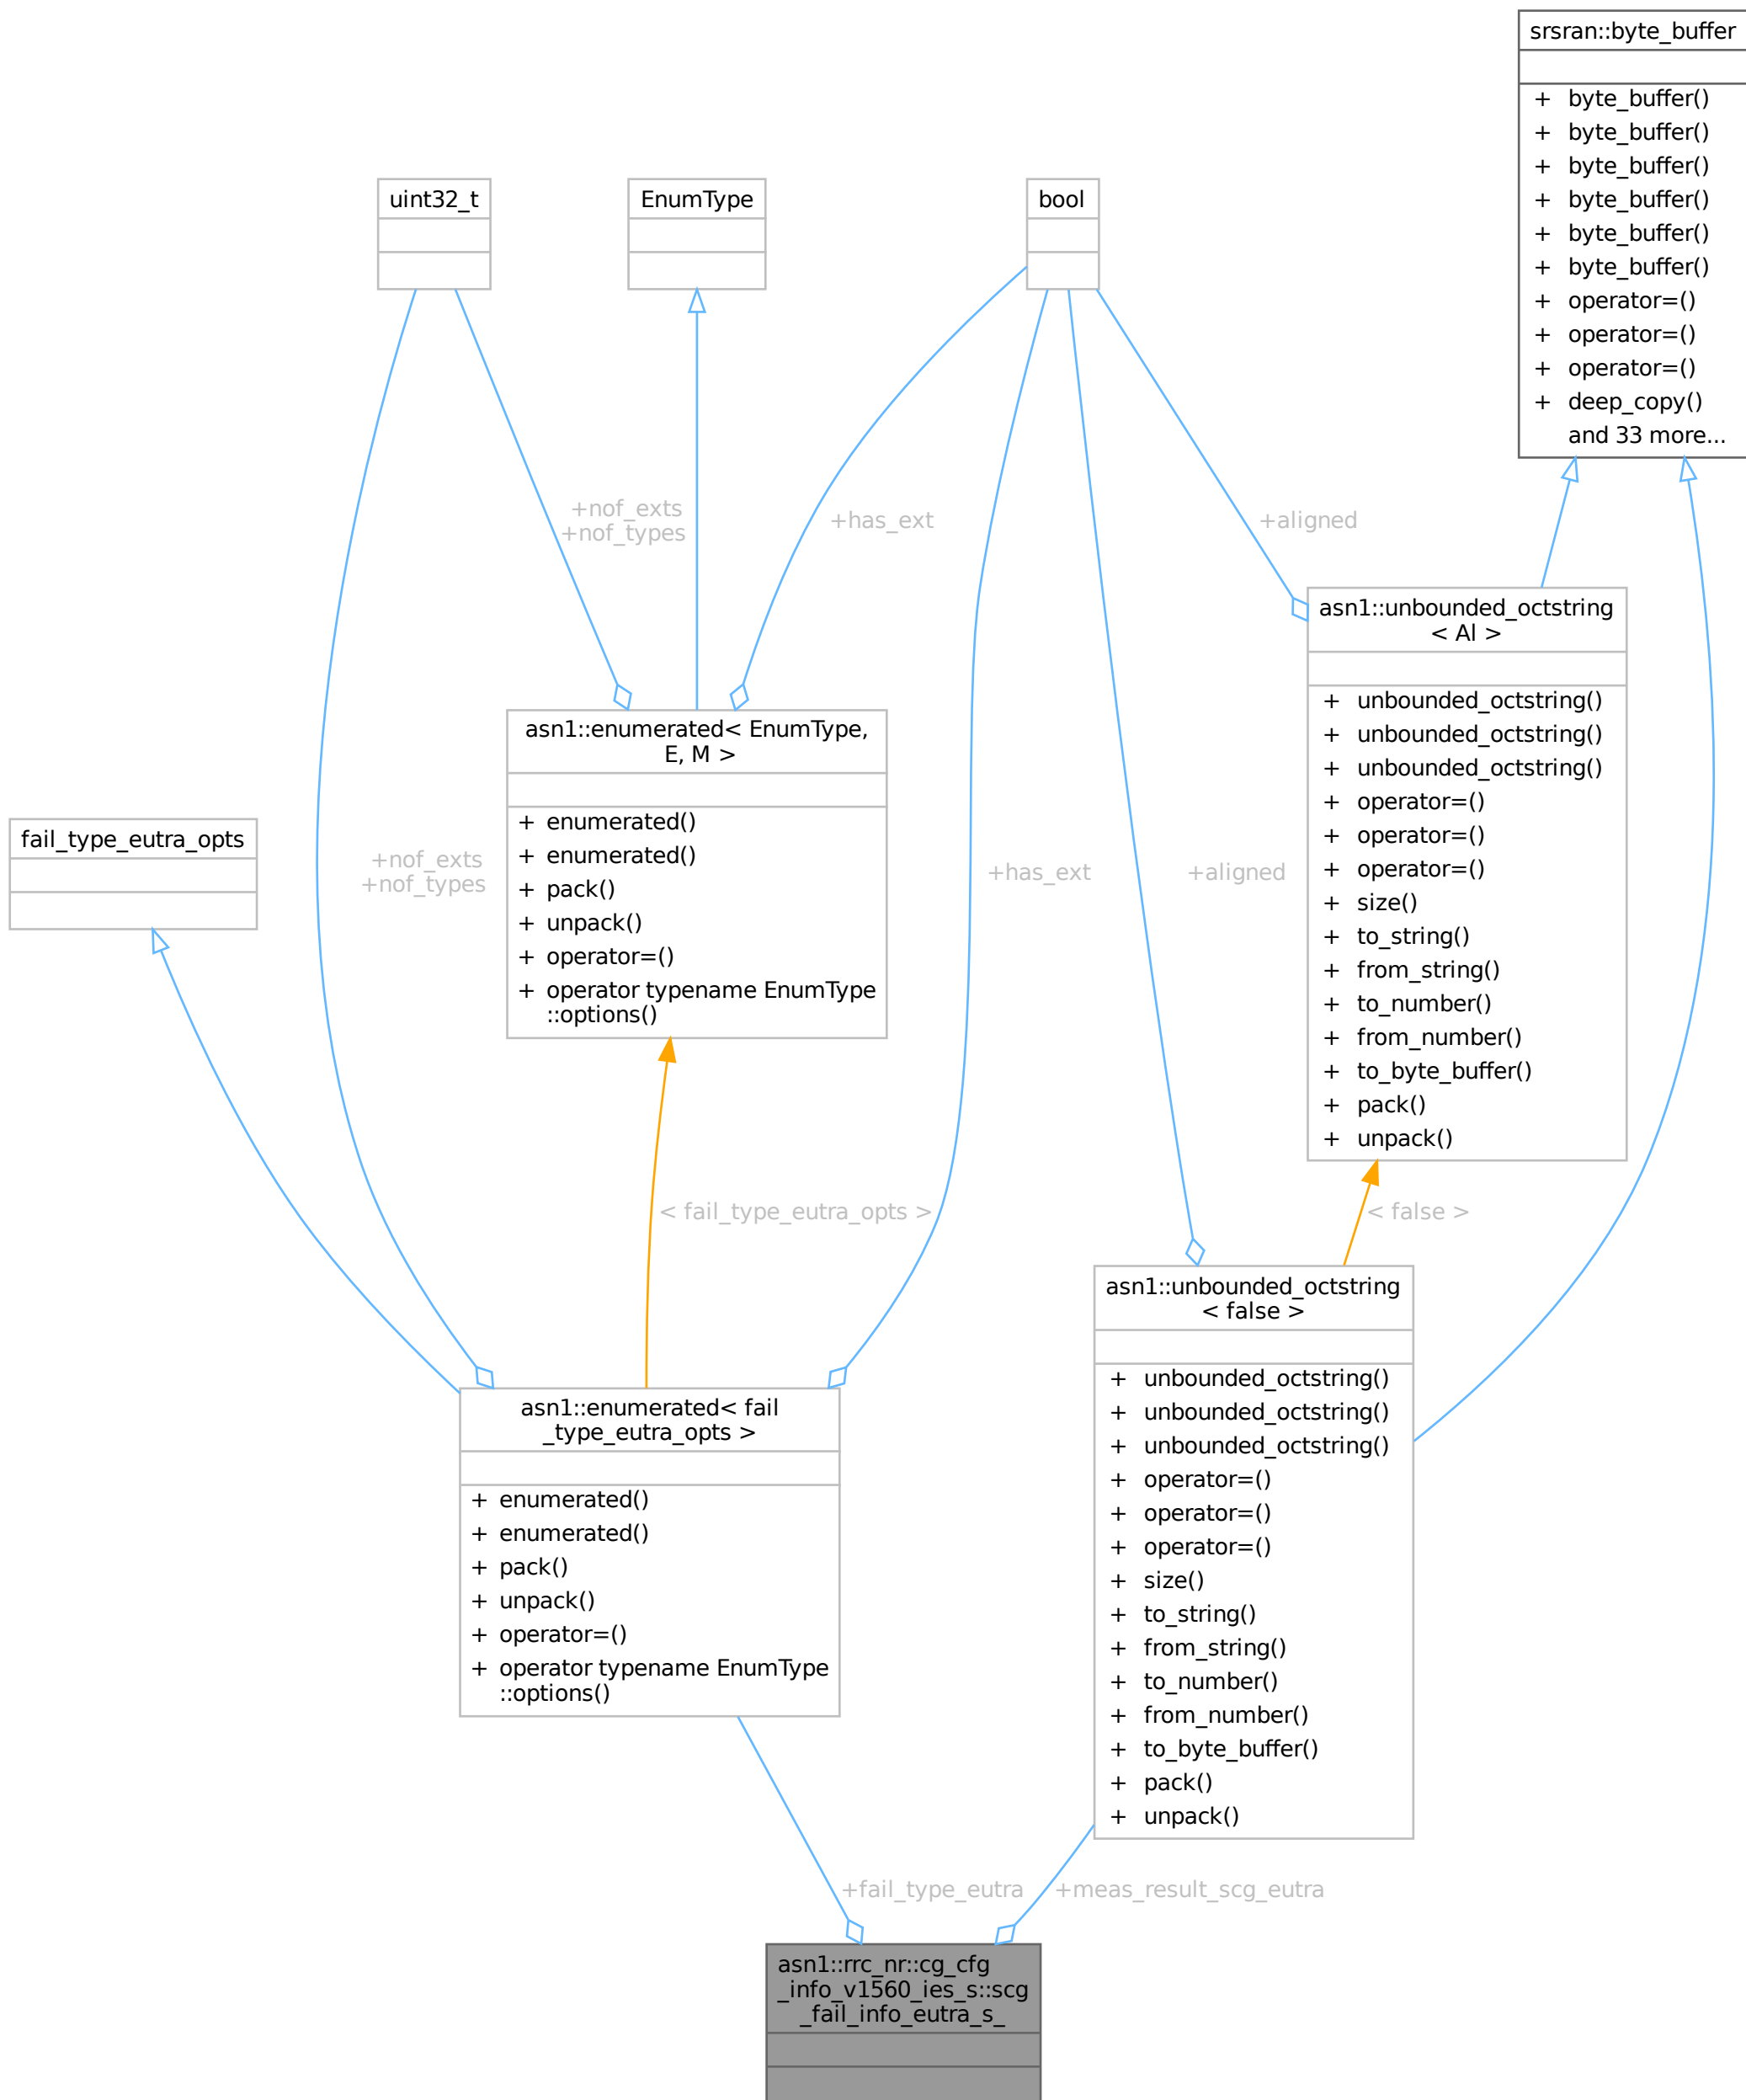 srsran::byte_buffer
+ byte_buffer()
+ byte_buffer()
+ byte_buffer()
+ byte_buffer()
+ byte_buffer()
+ byte_buffer()
+ operator=()
+ operator=()
+ operator=()
+ deep_copy()
and 33 more...
uint32_t
EnumType
bool
+nof_exts
+nof_types
+has_ext
+aligned
asn1::unbounded_octstring
< Al >
+ unbounded_octstring()
+ unbounded_octstring()
+ unbounded_octstring()
+ operator=()
+ operator=()
+ operator=()
+ size()
+ to_string()
+ from_string()
+ to_number()
+ from_number()
+ to_byte_buffer()
+ pack()
+ unpack()
asn1::enumerated< EnumType,
E, M >
+ enumerated()
+ enumerated()
+ pack()
+ unpack()
+ operator=()
+ operator typename EnumType
::options()
fail_type_eutra_opts
+nof_exts
+nof_types
+has_ext
+aligned
< fail_type_eutra_opts >
< false >
asn1::unbounded_octstring
< false >
+ unbounded_octstring()
+ unbounded_octstring()
+ unbounded_octstring()
+ operator=()
+ operator=()
+ operator=()
+ size()
+ to_string()
+ from_string()
+ to_number()
+ from_number()
+ to_byte_buffer()
+ pack()
+ unpack()
asn1::enumerated< fail
_type_eutra_opts >
+ enumerated()
+ enumerated()
+ pack()
+ unpack()
+ operator=()
+ operator typename EnumType
::options()
+fail_type_eutra
+meas_result_scg_eutra
asn1::rrc_nr::cg_cfg
_info_v1560_ies_s::scg
_fail_info_eutra_s_